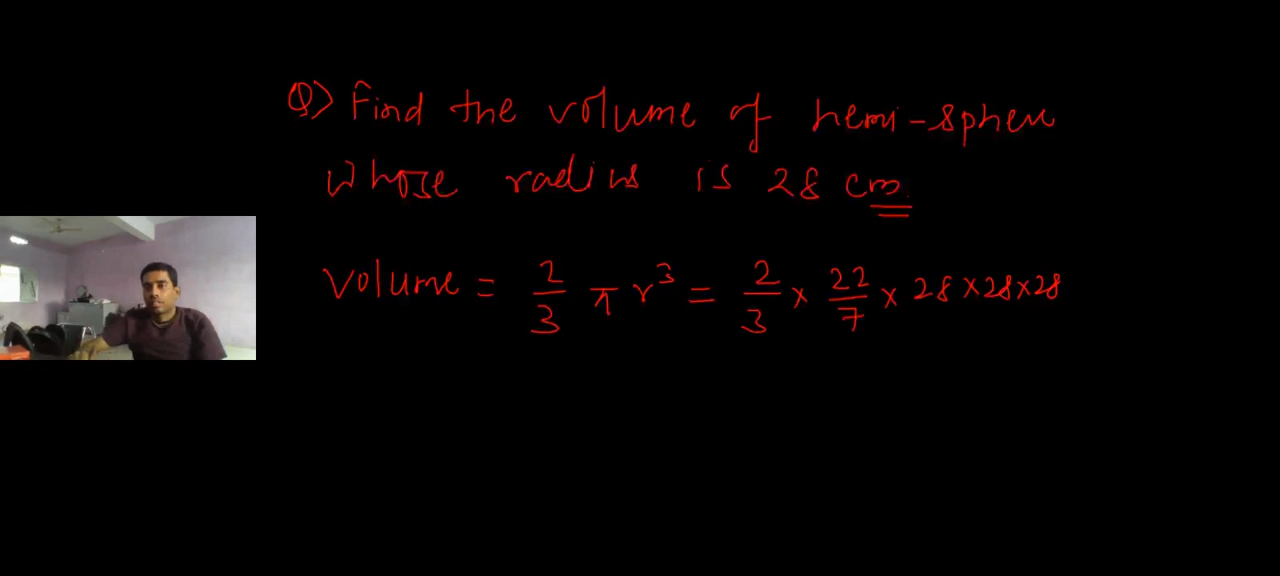 Q) Find the volume of hemi-sphere
whose radius is 28 cm.
Volume = 2/3 π r³ = 2/3 × 22/7 × 28×28×28